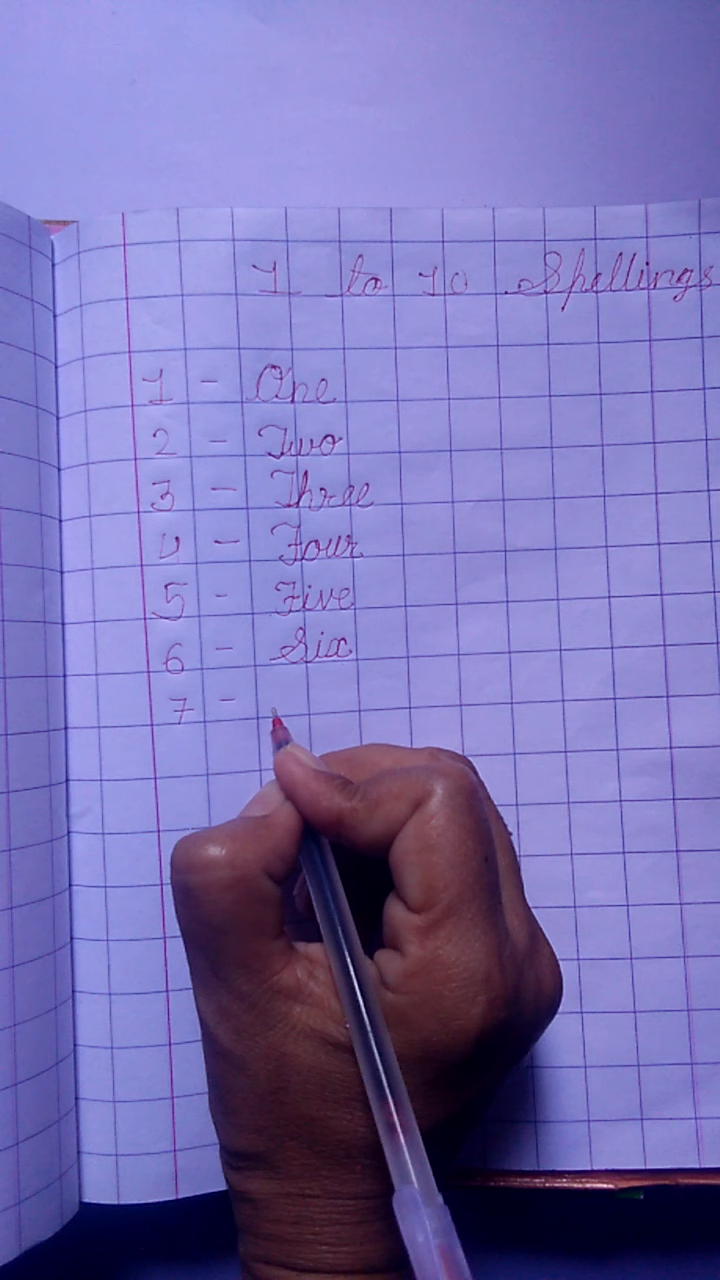 1 to 10 Spellings
1 - One
2 - Two
3 - Three
4 - Four
5 - Five
6 - Six
7 -